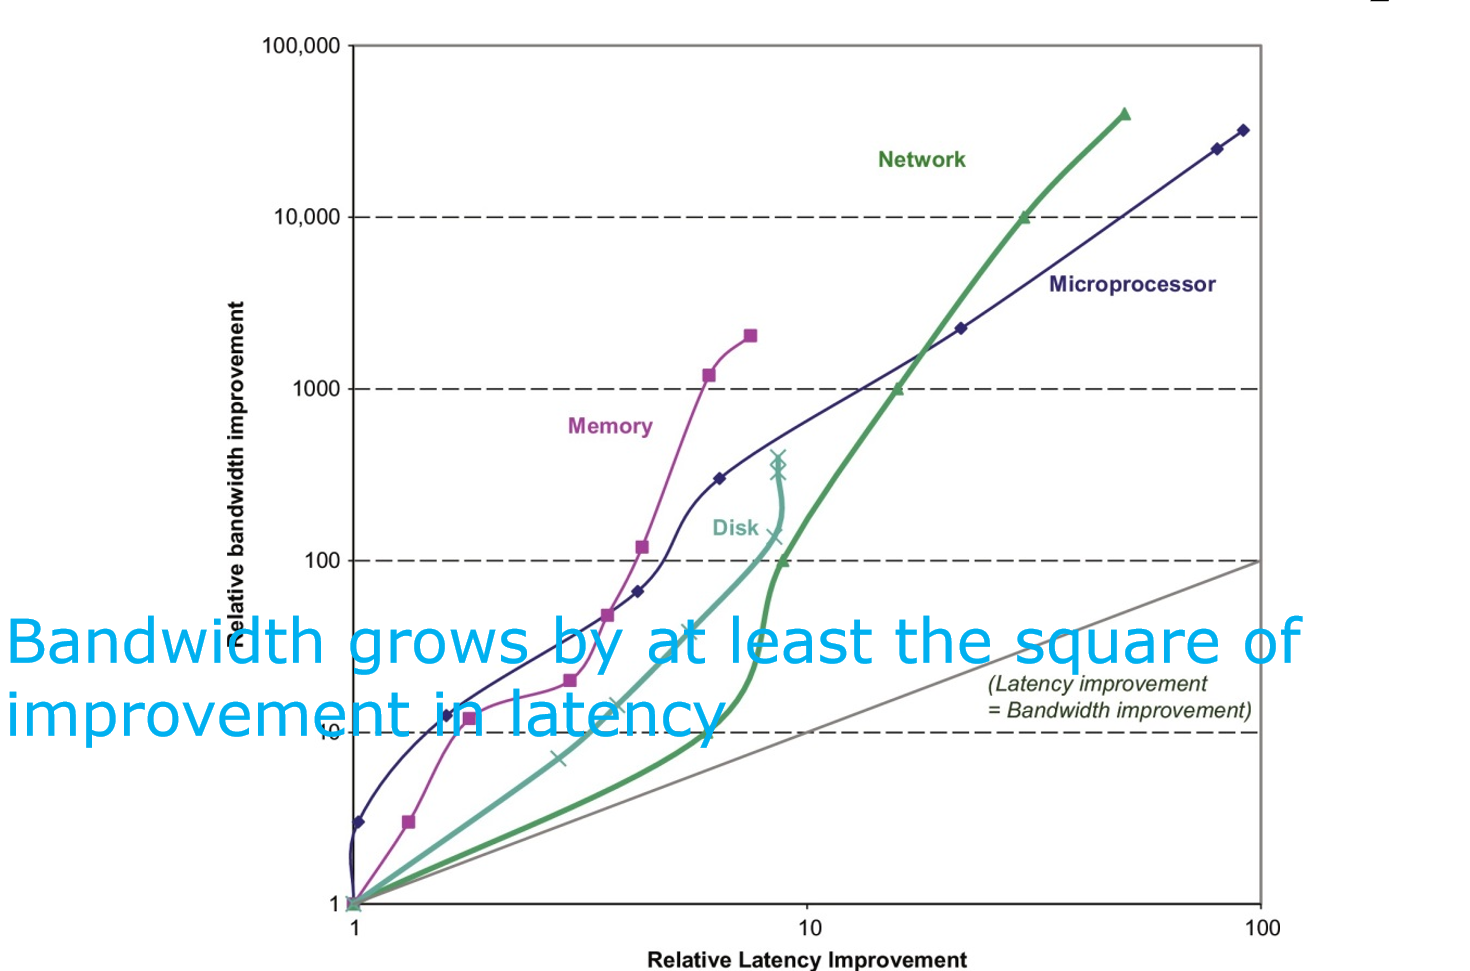 100,000
Network
10,000
Microprocessor
Relative bandwidth improvement
1000
Memory
Disk
100
Bandwidth grows by at least the square of
improvement in latency
(Latency improvement
= Bandwidth improvement)
10
1
1 10 100
Relative Latency Improvement